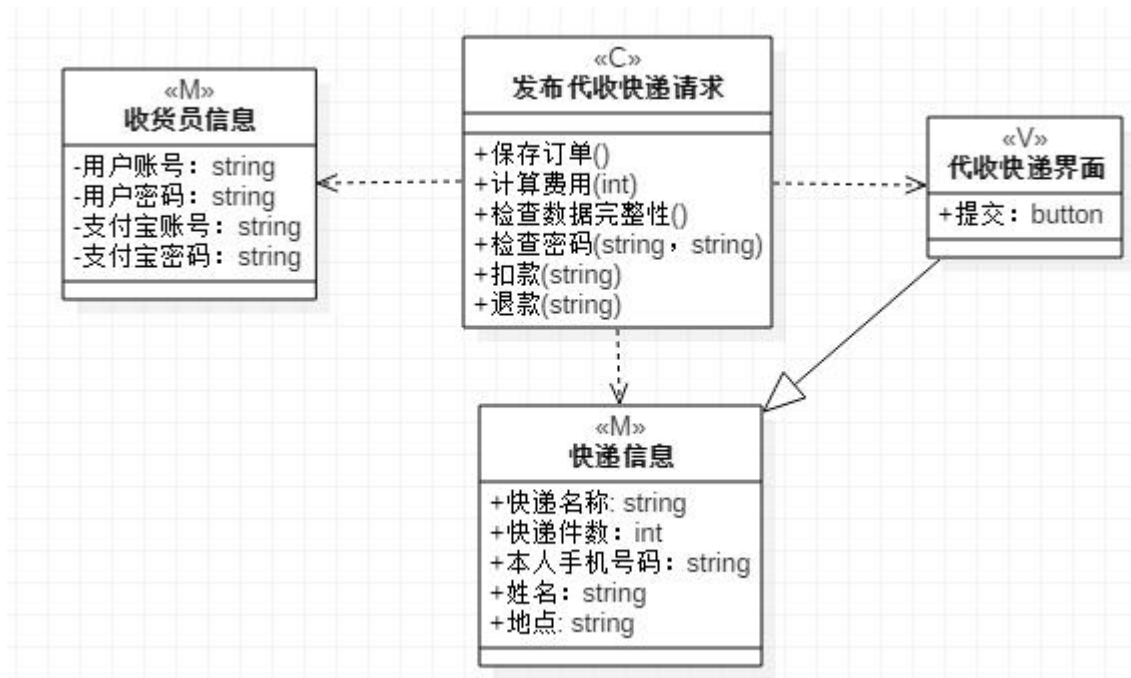 «M»
收货员信息
-用户账号：string
-用户密码：string
-支付宝账号：string
-支付宝密码：string
«C»
发布代收快递请求
+保存订单()
+计算费用(int)
+检查数据完整性()
+检查密码(string，string)
+扣款(string)
+退款(string)
«V»
代收快递界面
+提交：button
«M»
快递信息
+快递名称: string
+快递件数：int
+本人手机号码：string
+姓名：string
+地点: string